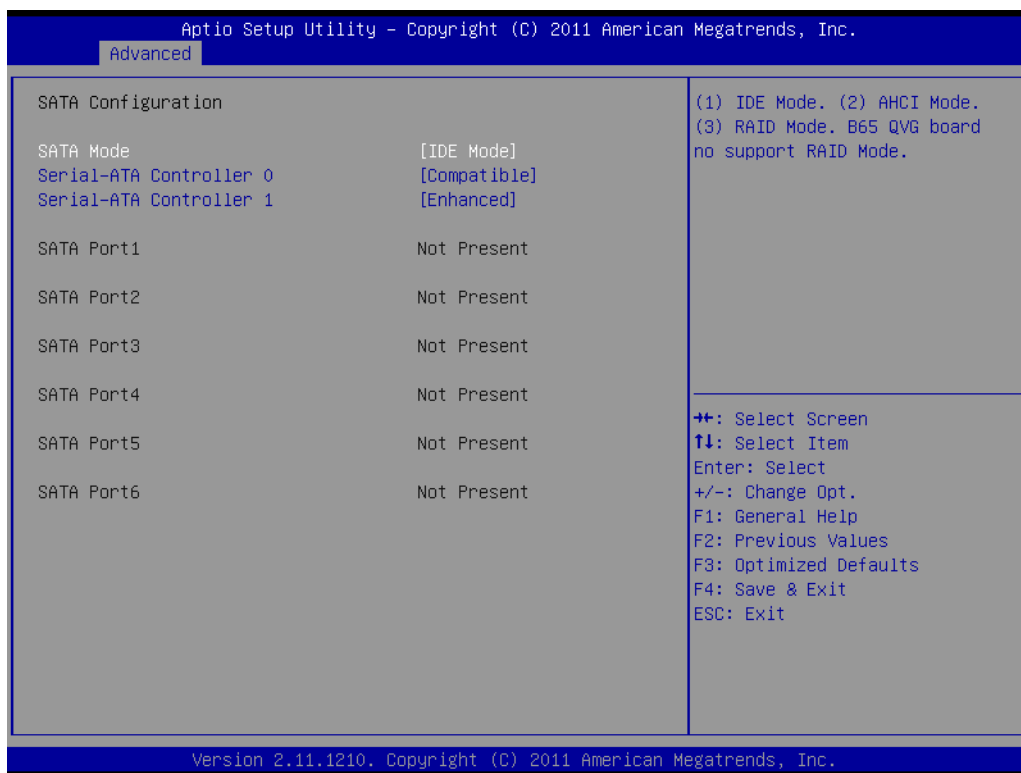 Aptio Setup Utility – Copyright (C) 2011 American Megatrends, Inc.
Advanced
SATA Configuration
SATA Mode [IDE Mode]
Serial-ATA Controller 0 [Compatible]
Serial-ATA Controller 1 [Enhanced]
SATA Port1 Not Present
SATA Port2 Not Present
SATA Port3 Not Present
SATA Port4 Not Present
SATA Port5 Not Present
SATA Port6 Not Present
(1) IDE Mode. (2) AHCI Mode.
(3) RAID Mode. B65 QVG board
no support RAID Mode.
→←: Select Screen
↑↓: Select Item
Enter: Select
+/-: Change Opt.
F1: General Help
F2: Previous Values
F3: Optimized Defaults
F4: Save & Exit
ESC: Exit
Version 2.11.1210. Copyright (C) 2011 American Megatrends, Inc.